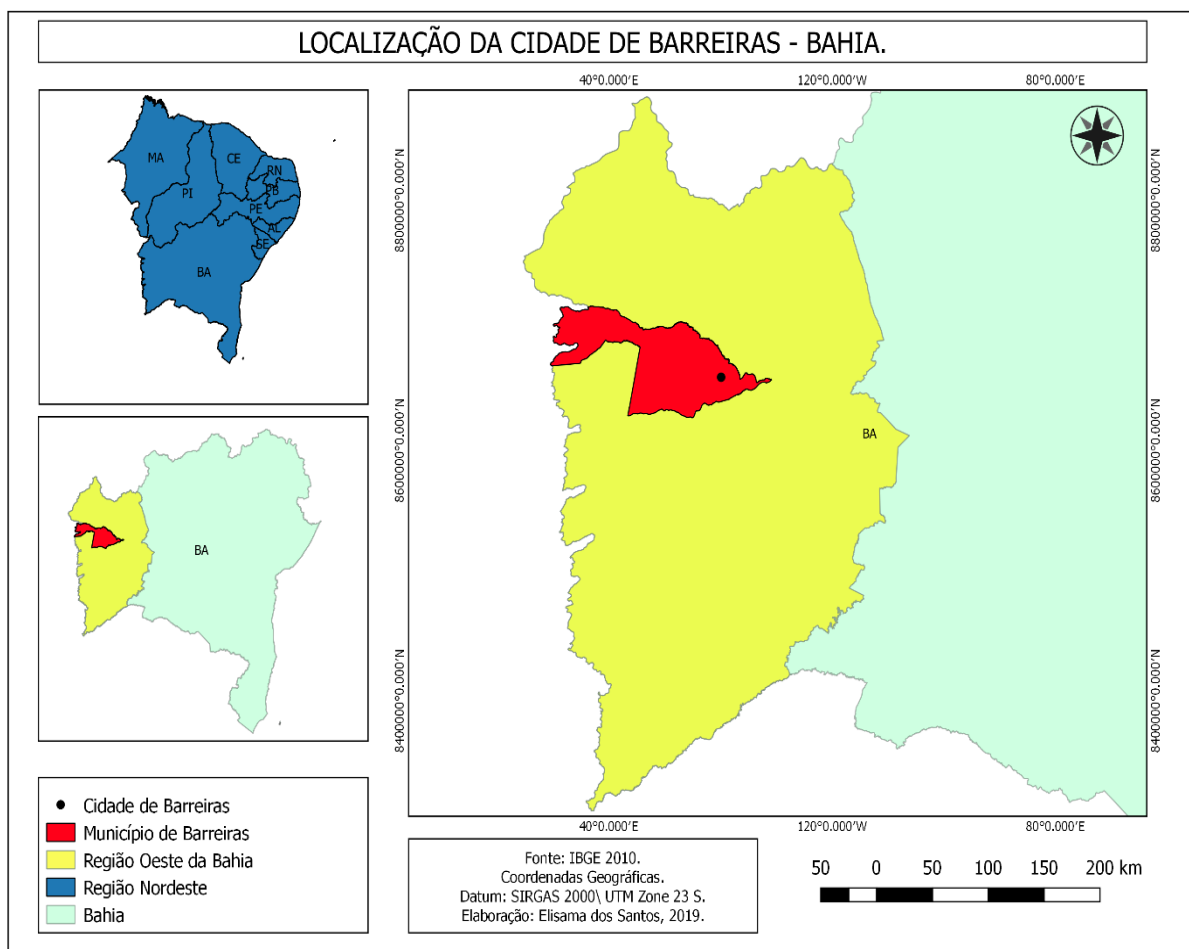 LOCALIZAÇÃO DA CIDADE DE BARREIRAS - BAHIA.
MA
CE
RN
PB
PI
PE
AL
SE
BA
BA
Cidade de Barreiras
Município de Barreiras
Região Oeste da Bahia
Região Nordeste
Bahia
40°0.000'E 120°0.000'W 80°0.000'E
8800000°0.000'N
8600000°0.000'N
8400000°0.000'N
BA
8800000°0.000'N
8600000°0.000'N
8400000°0.000'N
40°0.000'E 120°0.000'W 80°0.000'E
Fonte: IBGE 2010.
Coordenadas Geográficas.
Datum: SIRGAS 2000\ UTM Zone 23 S.
Elaboração: Elisama dos Santos, 2019.
50 0 50 100 150 200 km